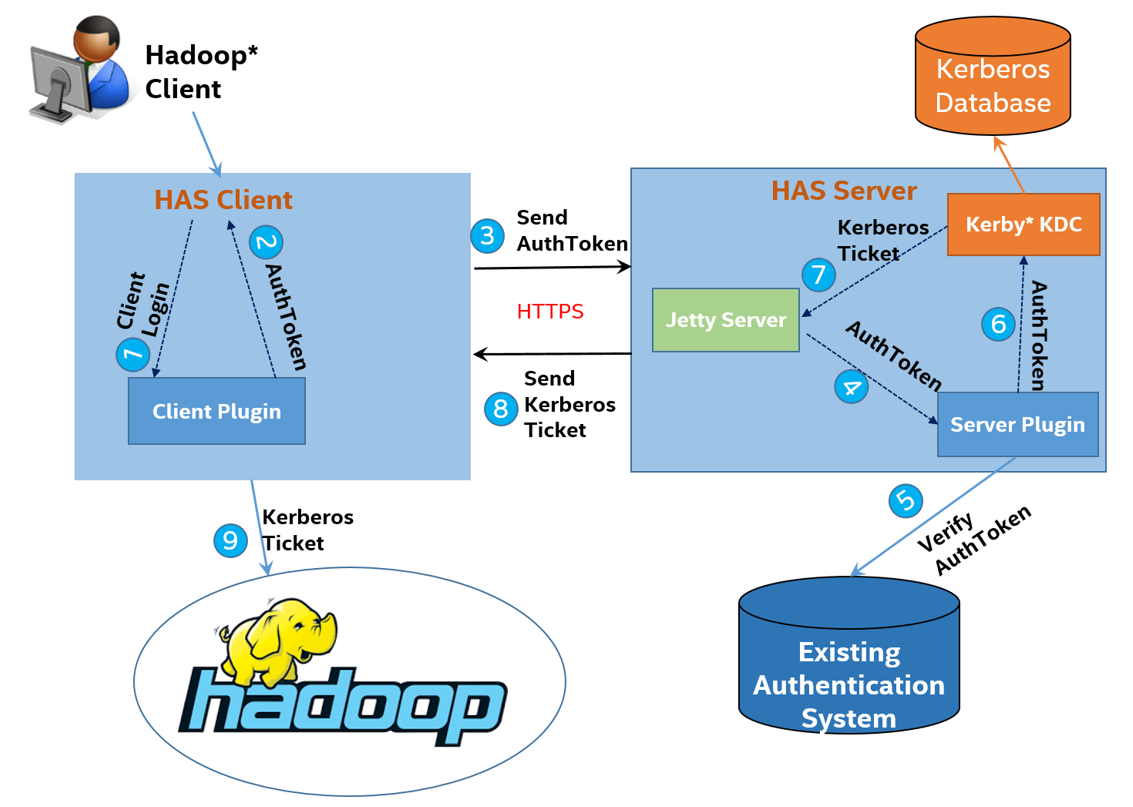 Hadoop*
Client
Kerberos
Database
HAS Client
HAS Server
Kerby* KDC
Kerberos
Ticket
7
3
Send
AuthToken
HTTPS
8
Send
Kerberos
Ticket
2
AuthToken
Client
Login
1
Client Plugin
Jetty Server
AuthToken
4
6
AuthToken
Server Plugin
5
Verify
AuthToken
9
Kerberos
Ticket
hadoop
Existing
Authentication
System